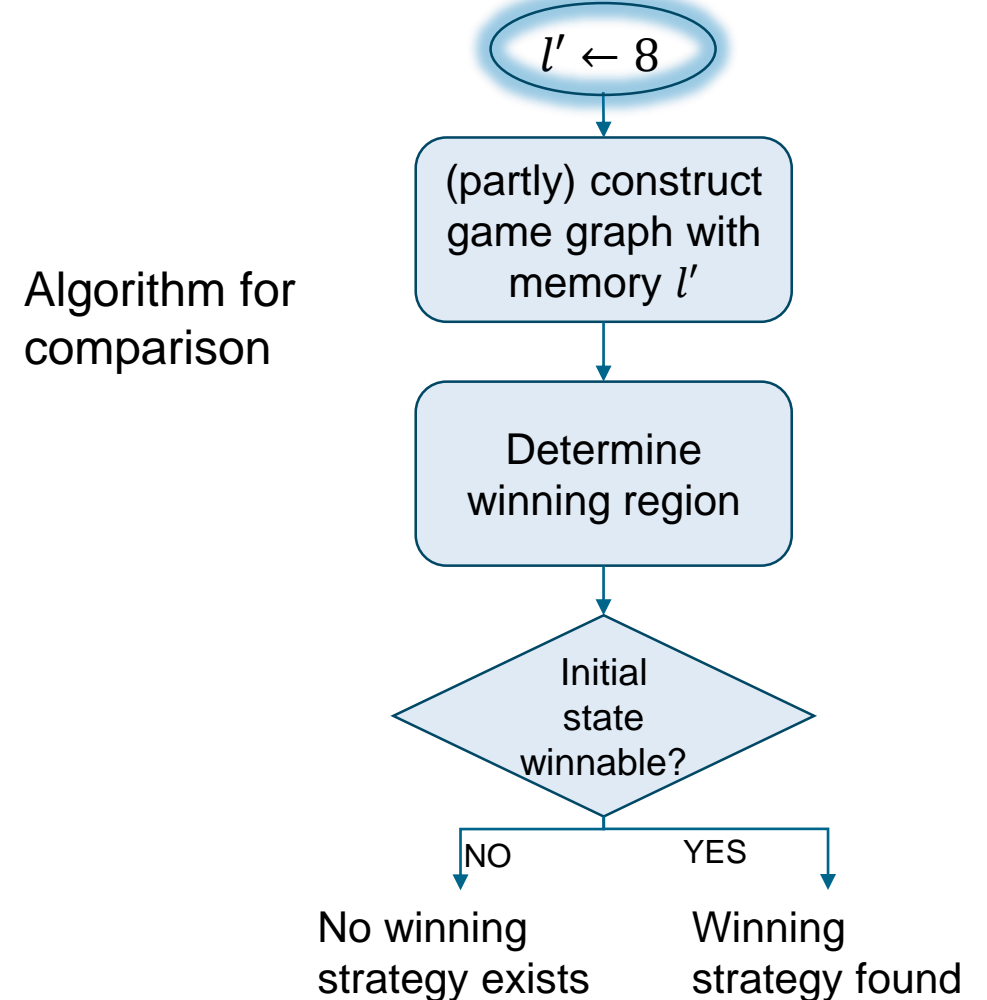 l′ ← 8
(partly) construct
game graph with
memory l′
Algorithm for
comparison
Determine
winning region
Initial
state
winnable?
NO
YES
No winning
strategy exists
Winning
strategy found